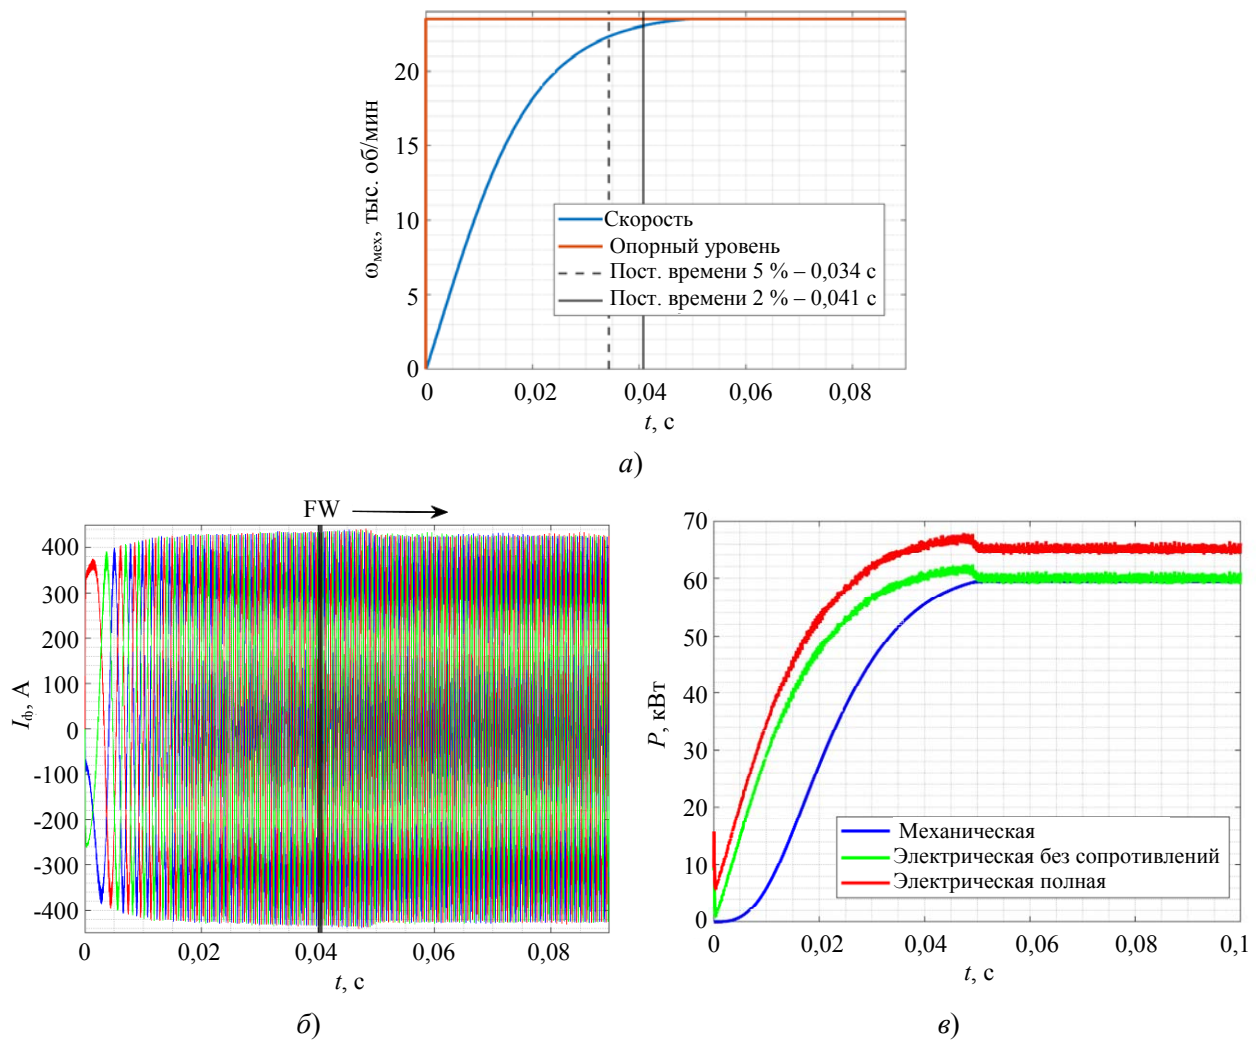 ω_мех, тыс. об/мин
20
15
10
5
0
Скорость
Опорный уровень
Пост. времени 5 % – 0,034 с
Пост. времени 2 % – 0,041 с
0 0,02 0,04 0,06 0,08
t, с
а)
FW
I_ф, А
400
300
200
100
0
-100
-200
-300
-400
0 0,02 0,04 0,06 0,08
t, с
б)
P, кВт
70
60
50
40
30
20
10
0
Механическая
Электрическая без сопротивлений
Электрическая полная
0 0,02 0,04 0,06 0,08 0,1
t, с
в)